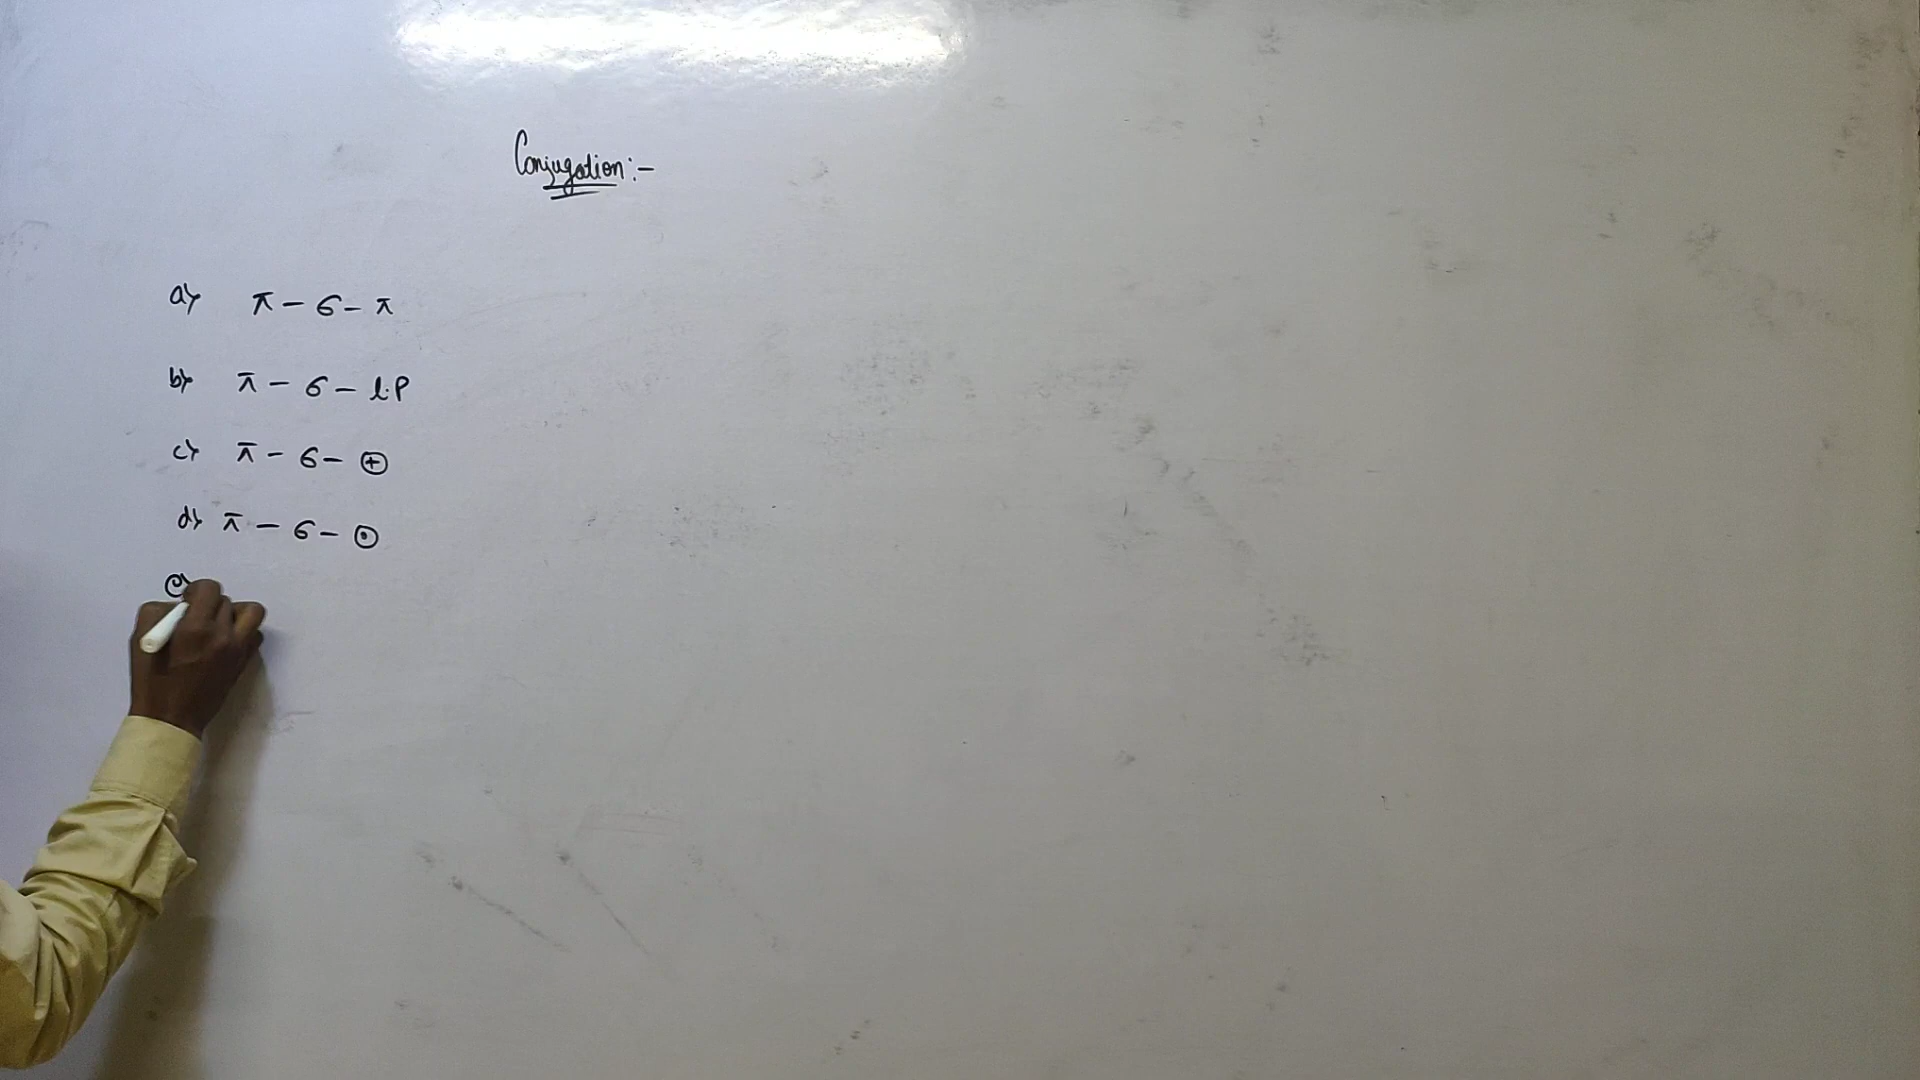 Conjugation:-
a) π - σ - π
b) π - σ - l.P
c) π - σ - ⊕
d) π - σ - ⊙
e)